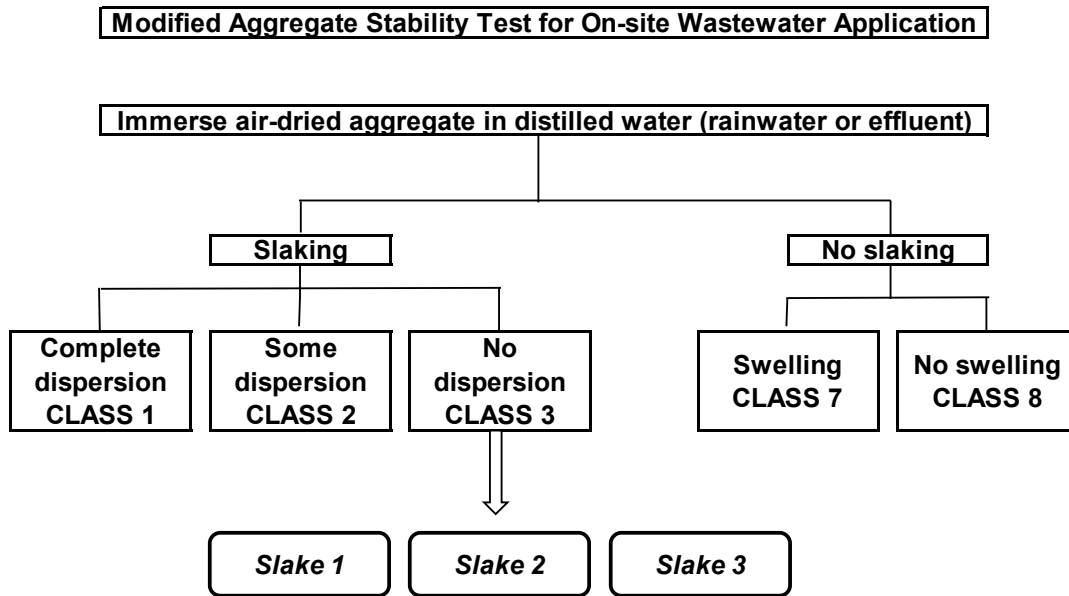 Modified Aggregate Stability Test for On-site Wastewater Application
Immerse air-dried aggregate in distilled water (rainwater or effluent)
Slaking
No slaking
Complete
dispersion
CLASS 1
Some
dispersion
CLASS 2
No
dispersion
CLASS 3
Swelling
CLASS 7
No swelling
CLASS 8
Slake 1
Slake 2
Slake 3